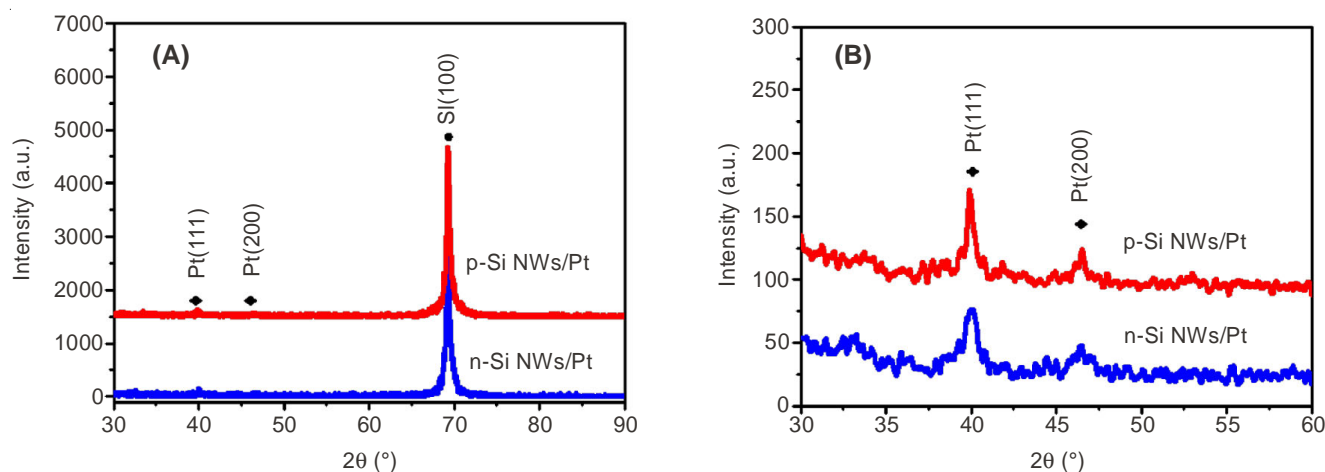 (A)
7000
6000
5000
4000
3000
2000
1000
0
Intensity (a.u.)
30 40 50 60 70 80 90
2θ (°)
Pt(111)
Pt(200)
SI(100)
p-Si NWs/Pt
n-Si NWs/Pt
(B)
300
250
200
150
100
50
0
Intensity (a.u.)
30 35 40 45 50 55 60
2θ (°)
Pt(111)
Pt(200)
p-Si NWs/Pt
n-Si NWs/Pt